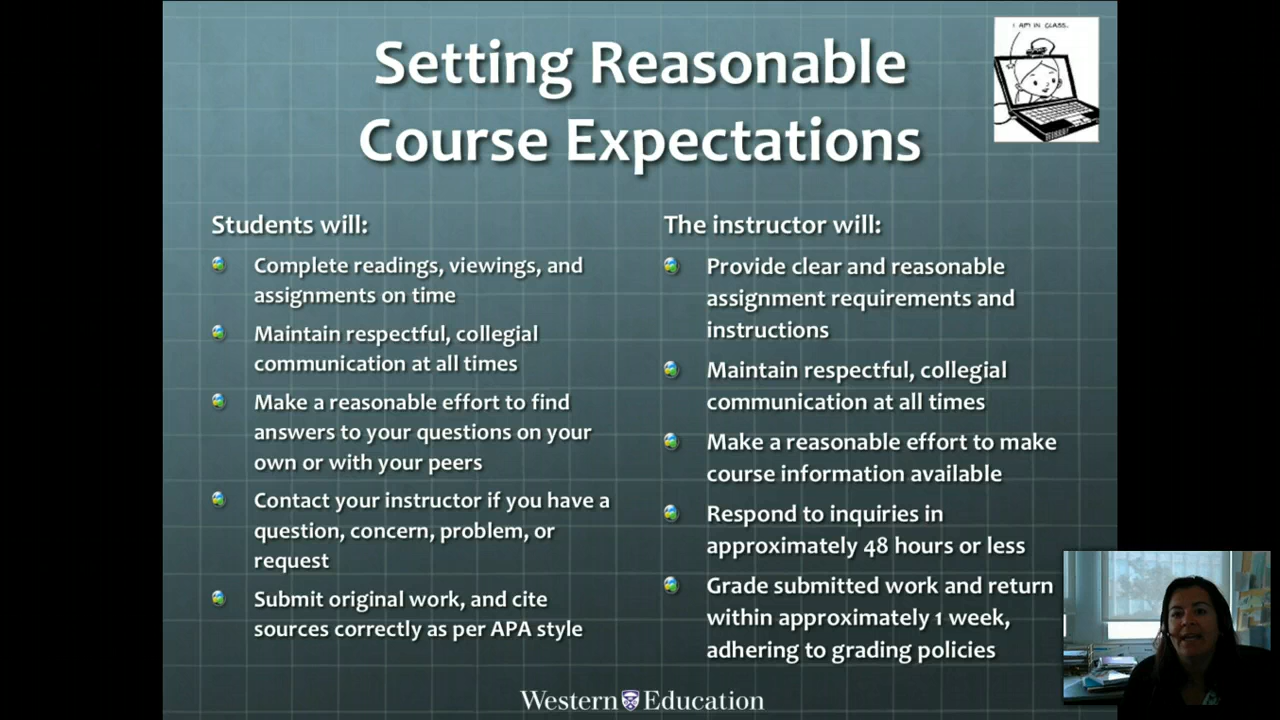 I AM IN CLASS.
Setting Reasonable
Course Expectations
Students will:
Complete readings, viewings, and
assignments on time
Maintain respectful, collegial
communication at all times
Make a reasonable effort to find
answers to your questions on your
own or with your peers
Contact your instructor if you have a
question, concern, problem, or
request
Submit original work, and cite
sources correctly as per APA style
The instructor will:
Provide clear and reasonable
assignment requirements and
instructions
Maintain respectful, collegial
communication at all times
Make a reasonable effort to make
course information available
Respond to inquiries in
approximately 48 hours or less
Grade submitted work and return
within approximately 1 week,
adhering to grading policies
Western Education